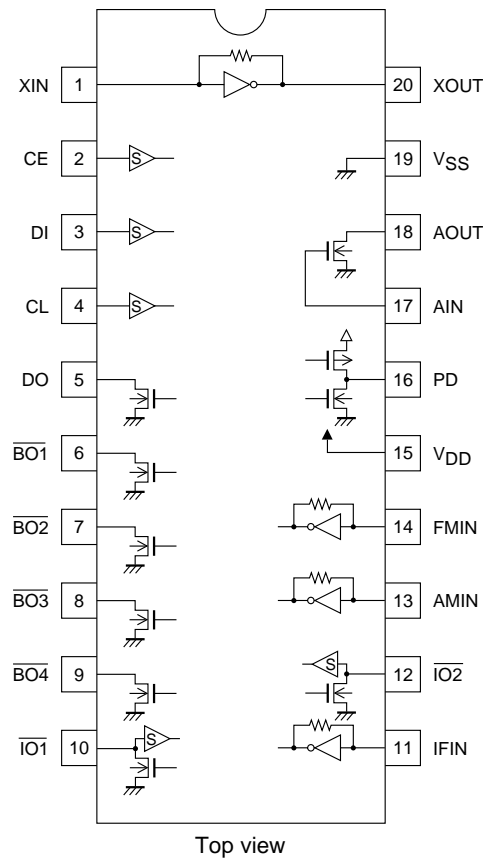 XIN 1 20 XOUT
CE 2 S 19 VSS
DI 3 S 18 AOUT
CL 4 S 17 AIN
DO 5 16 PD
BO1 6 15 VDD
BO2 7 14 FMIN
BO3 8 13 AMIN
BO4 9 S 12 IO2
IO1 10 S 11 IFIN
Top view